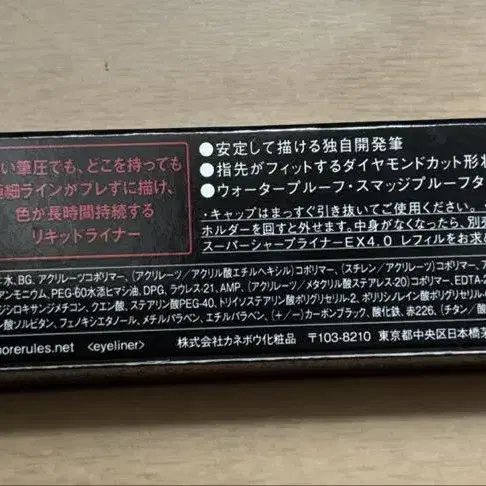 い筆圧でも、どこを持っても
細ラインがブレずに描け、
色が長時間持続する
リキッドライナー
●安定して描ける独自開発筆
●指先がフィットするダイヤモンドカット形状
●ウォータープルーフ・スマッジプルーフタ
・キャップはまっすぐ引き抜いてご使用ください。・
ホルダーを回すと外せます。中身がなくなったら、別売
スーパーシャープライナーEX4.0 レフィルをお求め
水、BG、アクリレーツコポリマー、(アクリレーツ/アクリル酸エチルヘキシル)コポリマー、(スチレン/アクリレーツ)コポリマー、ア
アンモニウム、PEG-60水添ヒマシ油、DPG、ラウレス-21、AMP、(アクリレーツ/メタクリル酸ステアレス-20)コポリマー、EDTA-2
ジシロキサンジメチコン、クエン酸、ステアリン酸PEG-40、トリイソステアリン酸ポリグリセリル-2、ポリリシノレイン酸ポリグリセリル
ン酸ソルビタン、フェノキシエタノール、メチルパラベン、エチルパラベン、(+/-)カーボンブラック、酸化鉄、赤226、(チタン/酸
morerules.net <eyeliner> 株式会社カネボウ化粧品 〒103-8210 東京都中央区日本橋茅